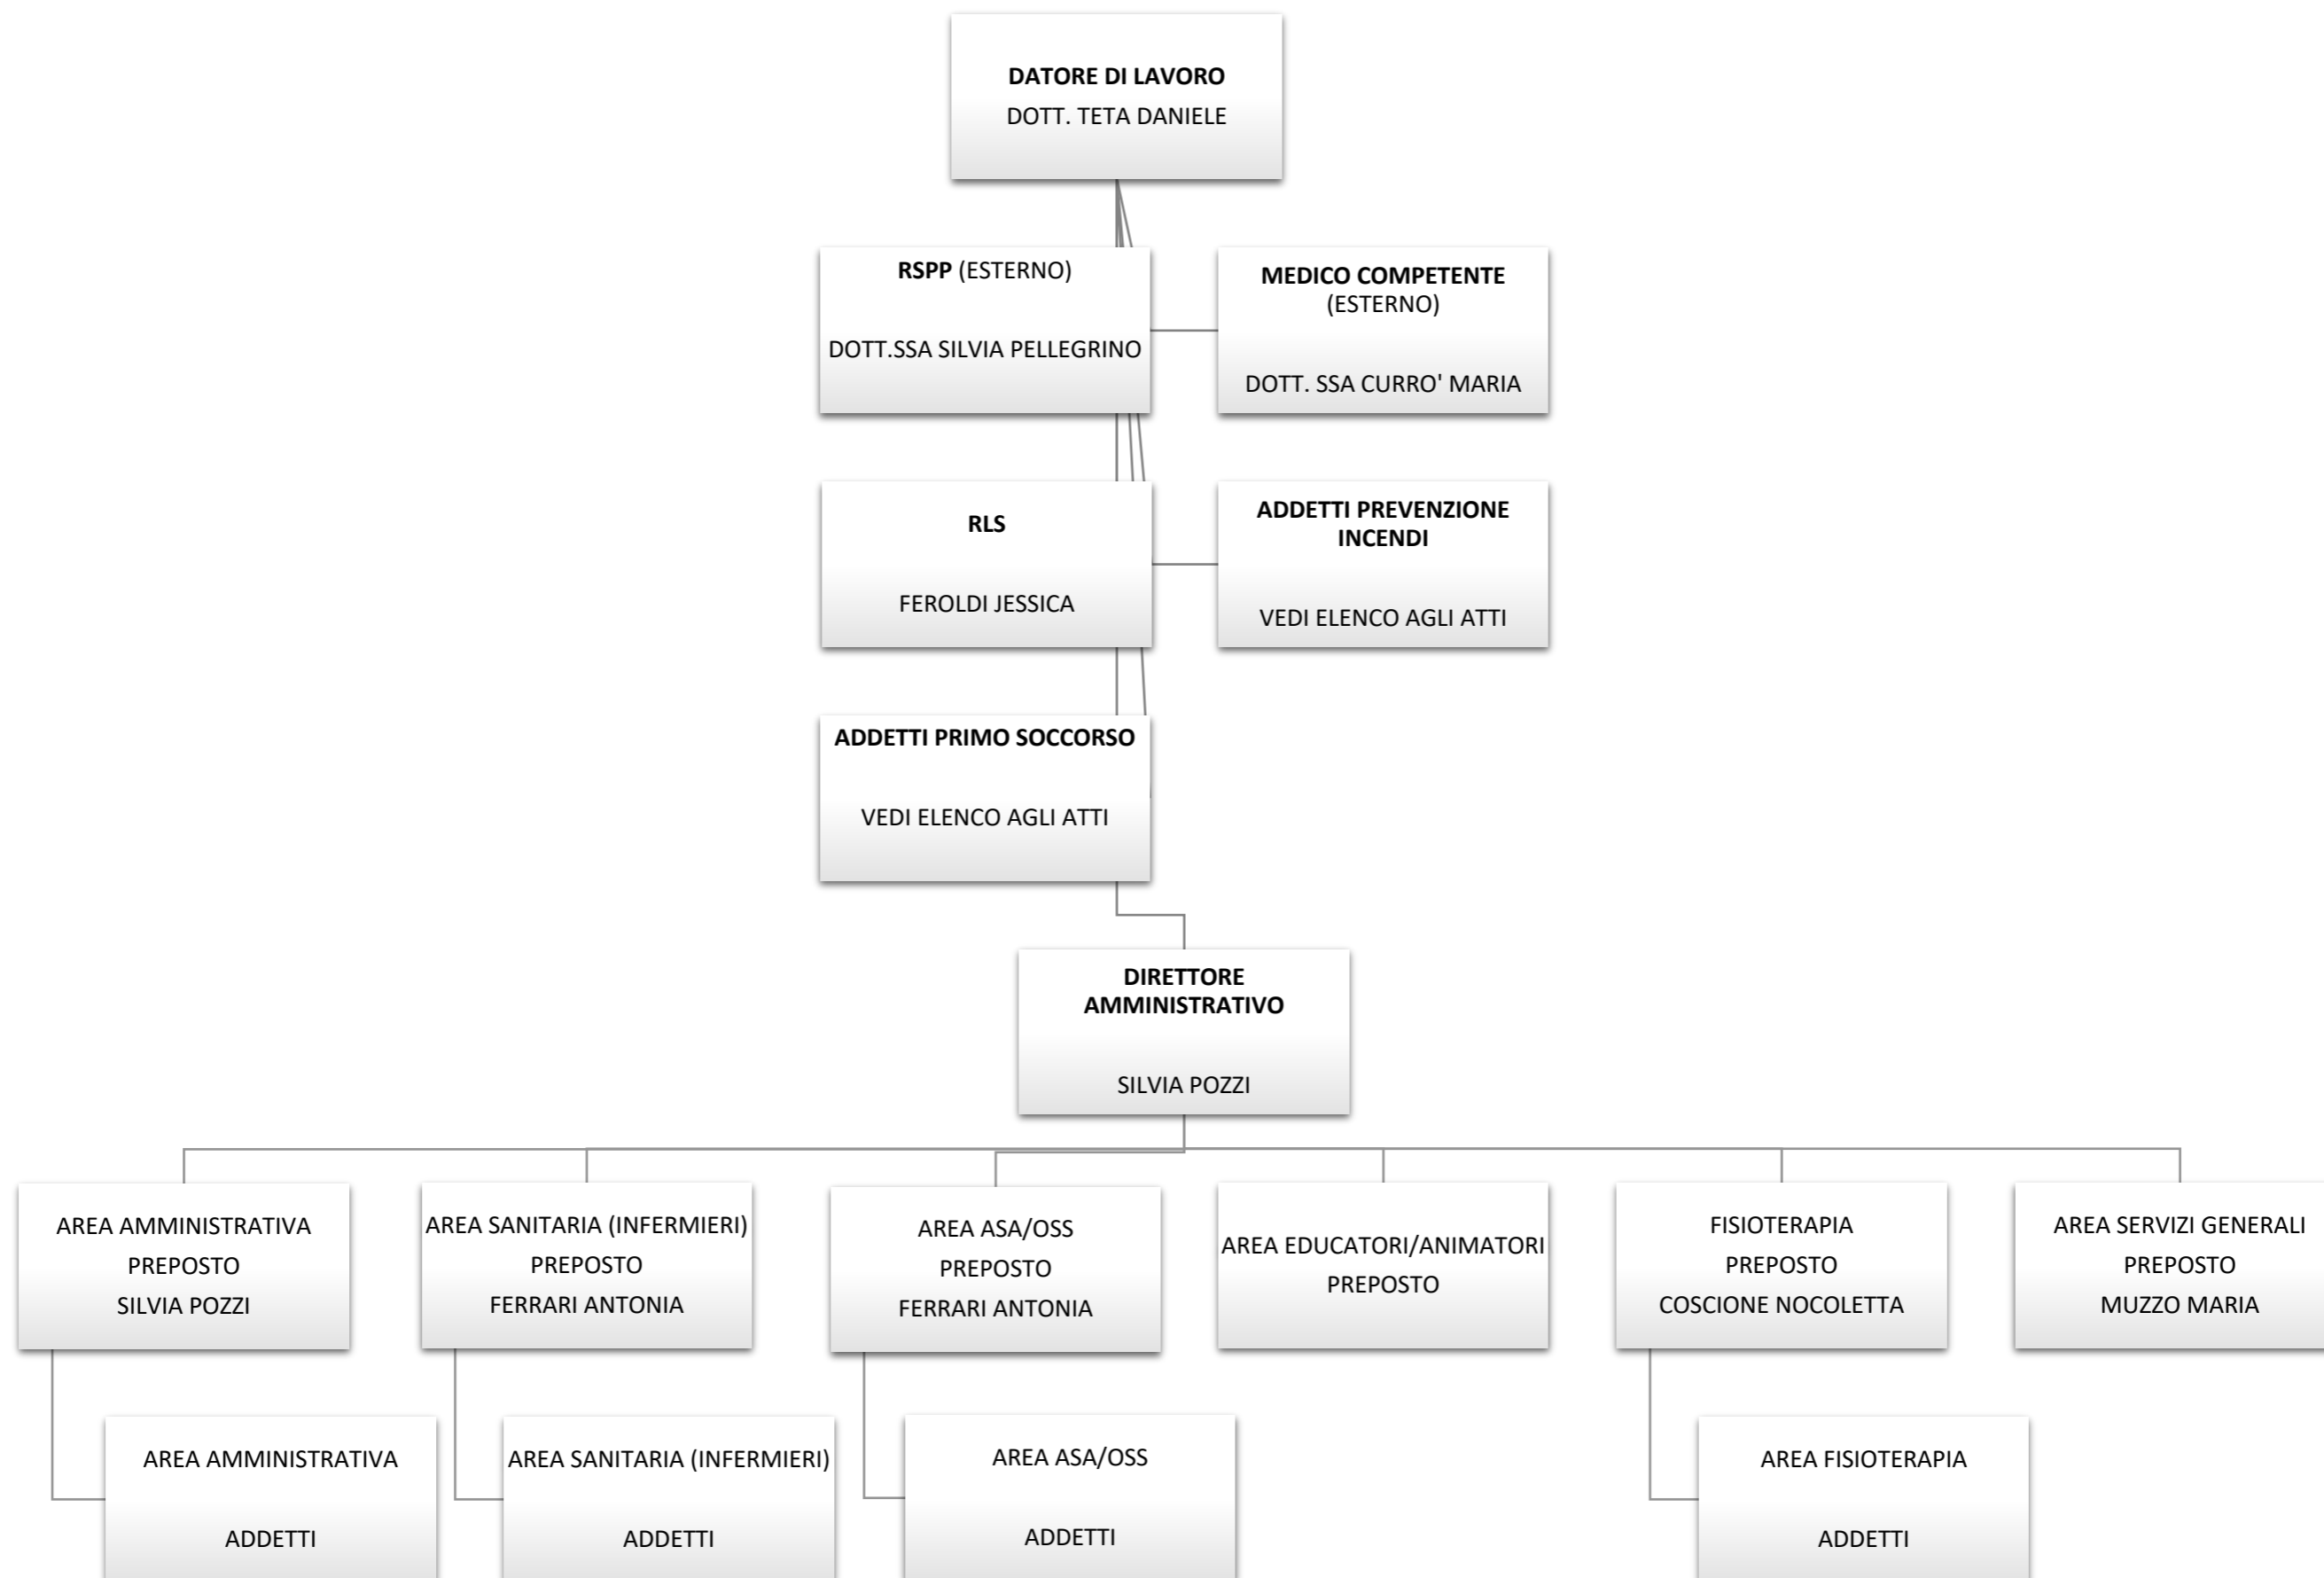 DATORE DI LAVORO
DOTT. TETA DANIELE
RSPP (ESTERNO)
DOTT.SSA SILVIA PELLEGRINO
MEDICO COMPETENTE
(ESTERNO)
DOTT. SSA CURRO' MARIA
RLS
FEROLDI JESSICA
ADDETTI PREVENZIONE
INCENDI
VEDI ELENCO AGLI ATTI
ADDETTI PRIMO SOCCORSO
VEDI ELENCO AGLI ATTI
DIRETTORE
AMMINISTRATIVO
SILVIA POZZI
AREA AMMINISTRATIVA
PREPOSTO
SILVIA POZZI
AREA SANITARIA (INFERMIERI)
PREPOSTO
FERRARI ANTONIA
AREA ASA/OSS
PREPOSTO
FERRARI ANTONIA
AREA EDUCATORI/ANIMATORI
PREPOSTO
FISIOTERAPIA
PREPOSTO
COSCIONE NOCOLETTA
AREA SERVIZI GENERALI
PREPOSTO
MUZZO MARIA
AREA AMMINISTRATIVA
ADDETTI
AREA SANITARIA (INFERMIERI)
ADDETTI
AREA ASA/OSS
ADDETTI
AREA FISIOTERAPIA
ADDETTI